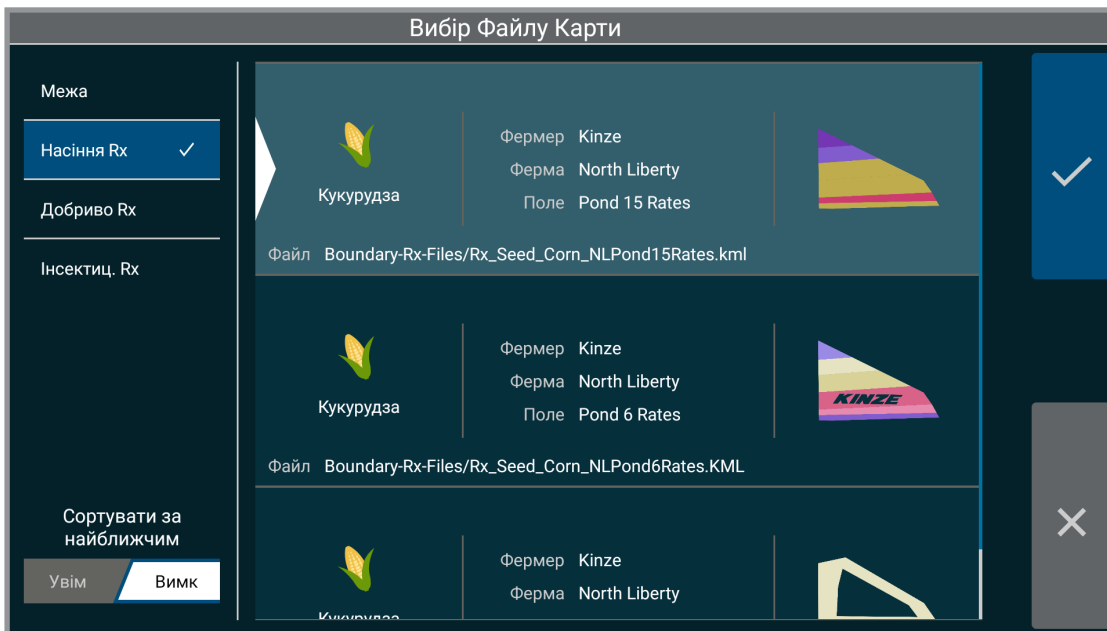 Вибір Файлу Карти
Межа
Насіння Rx
Добриво Rx
Інсектиц. Rx
Сортувати за
найближчим
Увім
Вимк
Кукурудза
Фермер Kinze
Ферма North Liberty
Поле Pond 15 Rates
Файл Boundary-Rx-Files/Rx_Seed_Corn_NLPond15Rates.kml
Кукурудза
Фермер Kinze
Ферма North Liberty
Поле Pond 6 Rates
KINZE
Файл Boundary-Rx-Files/Rx_Seed_Corn_NLPond6Rates.KML
Кукурудза
Фермер Kinze
Ферма North Liberty